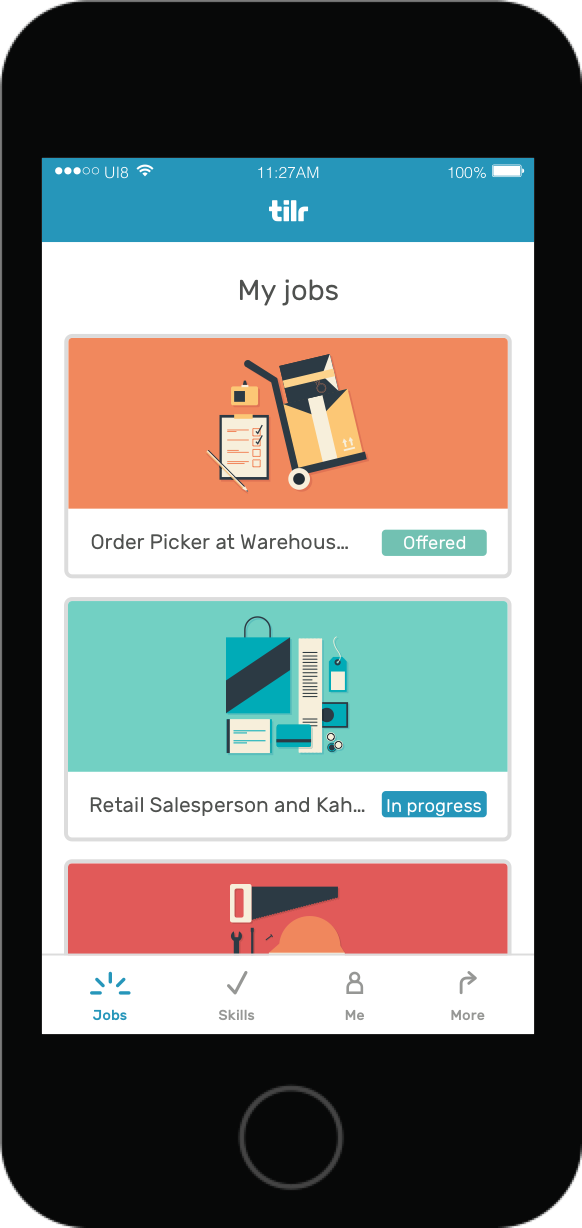 UI8 11:27AM 100%
tilr
My jobs
Order Picker at Warehous... Offered
Retail Salesperson and Kah... In progress
Jobs Skills Me More